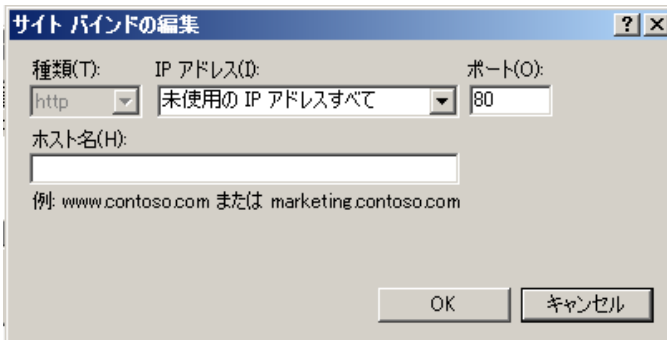 サイト バインドの編集
種類(T): IP アドレス(I): ポート(O):
http 未使用の IP アドレスすべて 80
ホスト名(H):
例: www.contoso.com または marketing.contoso.com
OK キャンセル